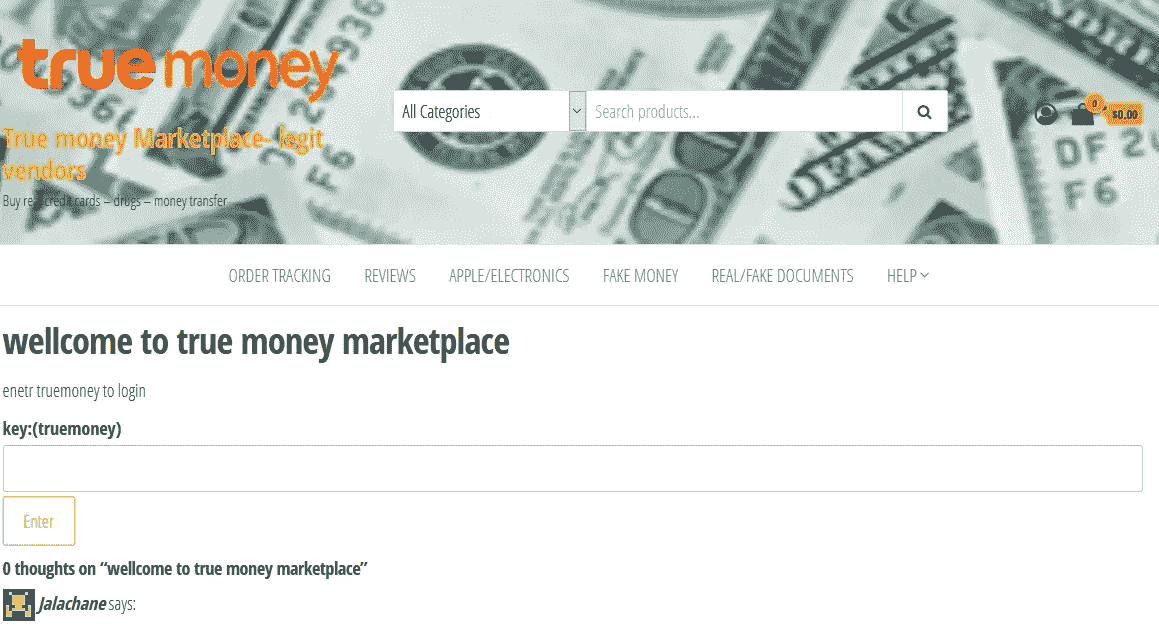 truemoney
True money Marketplace- legit
vendors
Buy real credit cards – drugs – money transfer
All Categories
Search products...
0
$0.00
ORDER TRACKING
REVIEWS
APPLE/ELECTRONICS
FAKE MONEY
REAL/FAKE DOCUMENTS
HELP
wellcome to true money marketplace
enetr truemoney to login
key:(truemoney)
Enter
0 thoughts on “wellcome to true money marketplace”
Jalachane says: